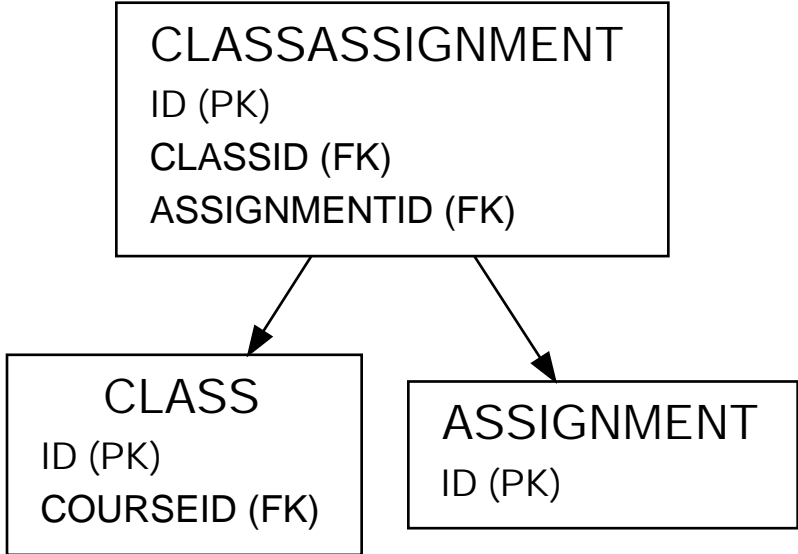 CLASSASSIGNMENT
ID (PK)
CLASSID (FK)
ASSIGNMENTID (FK)
CLASS
ID (PK)
COURSEID (FK)
ASSIGNMENT
ID (PK)